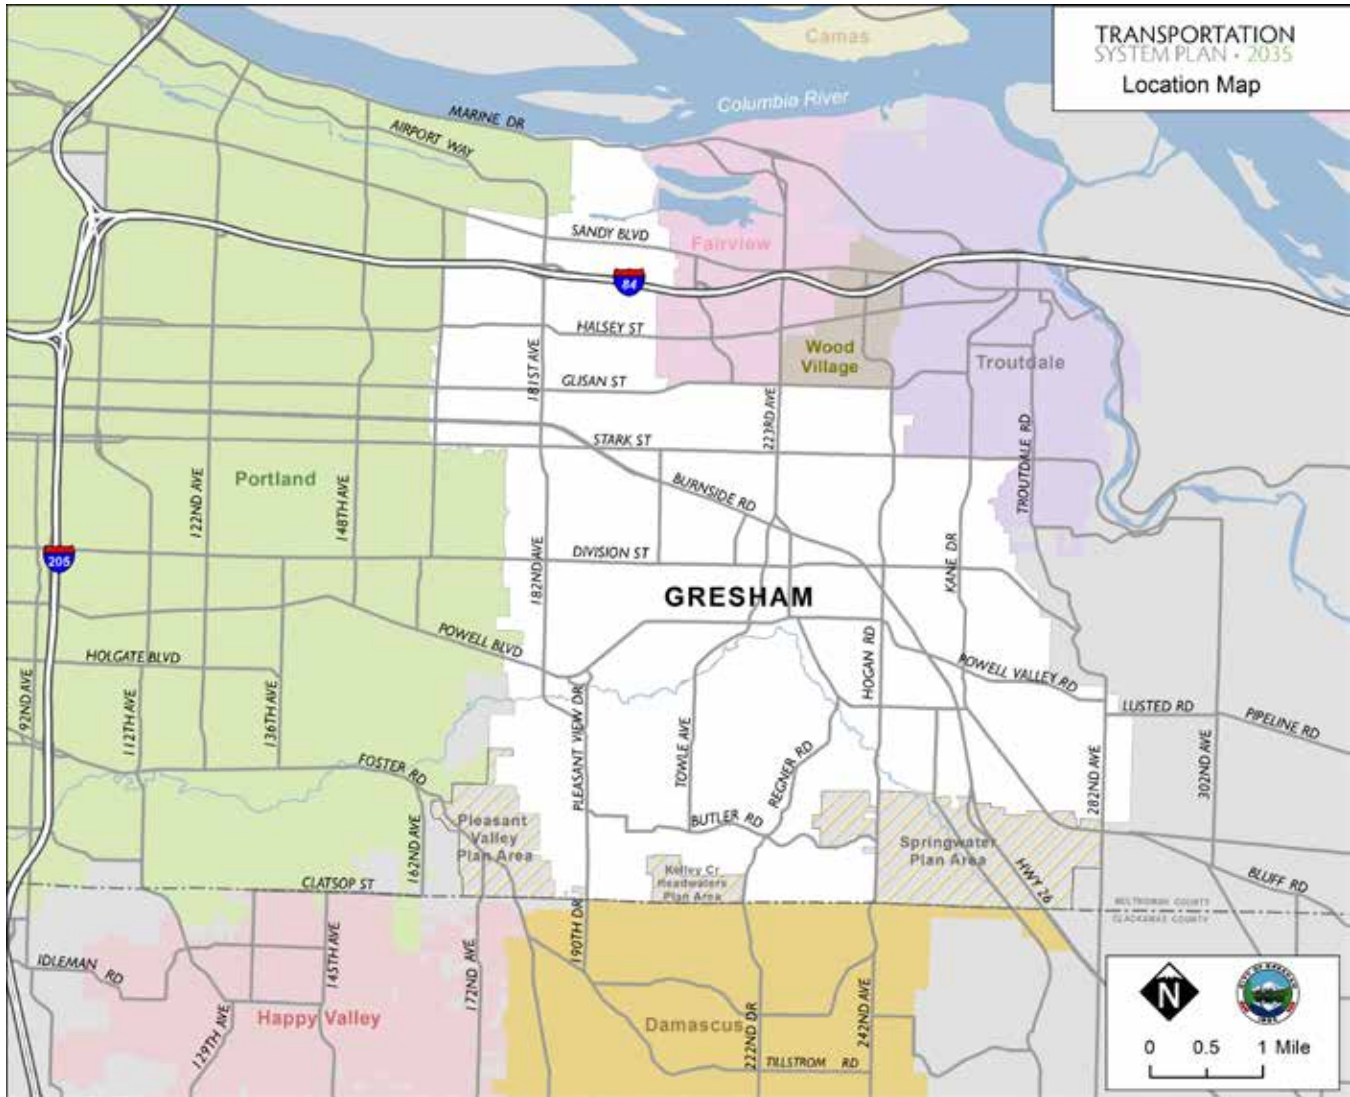 Camas
TRANSPORTATION
SYSTEM PLAN • 2035
Location Map
Columbia River
MARINE DR
AIRPORT WAY
SANDY BLVD
Fairview
84
HALSEY ST
Wood
Village
Troutdale
181ST AVE
GLISAN ST
223RD AVE
STARK ST
TROUTDALE RD
Portland
122ND AVE
148TH AVE
BURNSIDE RD
205
DIVISION ST
182ND AVE
KANE DR
GRESHAM
POWELL BLVD
HOLGATE BLVD
HOGAN RD
POWELL VALLEY RD
92ND AVE
112TH AVE
136TH AVE
PLEASANT VIEW DR
TOWLE AVE
REGNER RD
LUSTED RD
PIPELINE RD
282ND AVE
302ND AVE
FOSTER RD
162ND AVE
Pleasant
Valley
Plan Area
BUTLER RD
Springwater
Plan Area
Kelley Cr
Headwaters
Plan Area
HWY 26
BLUFF RD
CLATSOP ST
MULTNOMAH COUNTY
CLACKAMAS COUNTY
190TH DR
IDLEMAN RD
145TH AVE
172ND AVE
129TH AVE
Happy Valley
Damascus
222ND DR
242ND AVE
TILLSTROM RD
N
CITY OF GRESHAM
1905
0 0.5 1 Mile